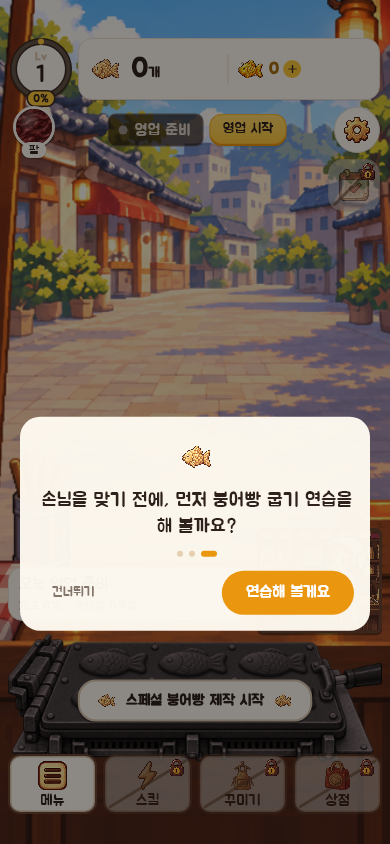 Lv
1
0%
0개
0 +
팥
영업 준비
영업 시작
손님을 맞기 전에, 먼저 붕어빵 굽기 연습을
해 볼까요?
건너뛰기
연습해 볼게요
스페셜 붕어빵 제작 시작
메뉴
스킬
꾸미기
상점